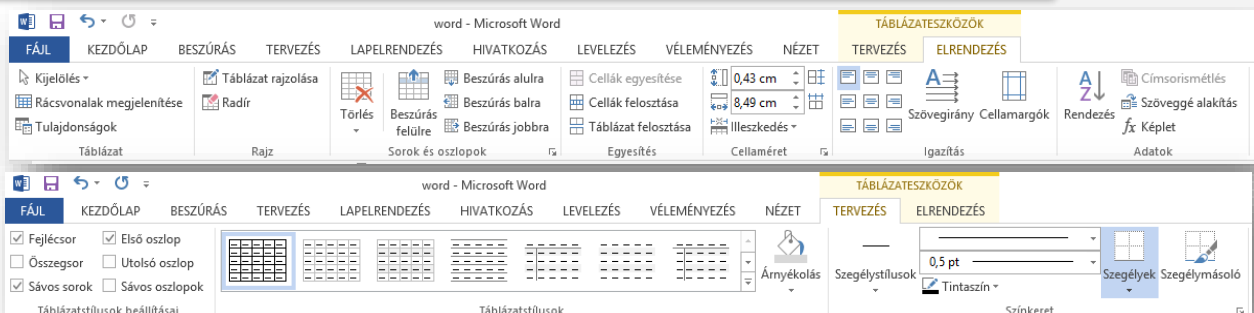 word - Microsoft Word
TÁBLÁZATESZKÖZÖK
FÁJL KEZDŐLAP BESZÚRÁS TERVEZÉS LAPELRENDEZÉS HIVATKOZÁS LEVELEZÉS VÉLEMÉNYEZÉS NÉZET TERVEZÉS ELRENDEZÉS
Kijelölés
Rácsvonalak megjelenítése
Tulajdonságok
Táblázat
Táblázat rajzolása
Radír
Rajz
Törlés
Beszúrás
felülre
Beszúrás alulra
Beszúrás balra
Beszúrás jobbra
Sorok és oszlopok
Cellák egyesítése
Cellák felosztása
Táblázat felosztása
Egyesítés
0,43 cm
8,49 cm
Illeszkedés
Cellaméret
Szövegirány
Cellamargók
Igazítás
Rendezés
Címsorismétlés
Szöveggé alakítás
fx Képlet
Adatok
word - Microsoft Word
TÁBLÁZATESZKÖZÖK
FÁJL KEZDŐLAP BESZÚRÁS TERVEZÉS LAPELRENDEZÉS HIVATKOZÁS LEVELEZÉS VÉLEMÉNYEZÉS NÉZET TERVEZÉS ELRENDEZÉS
Fejlécsor
Első oszlop
Összegsor
Utolsó oszlop
Sávos sorok
Sávos oszlopok
Táblázatstílusok beállításai
Táblázatstílusok
Árnyékolás
Szegélystílusok
0,5 pt
Tintaszín
Szegélyek
Szegélymásoló
Színkeret